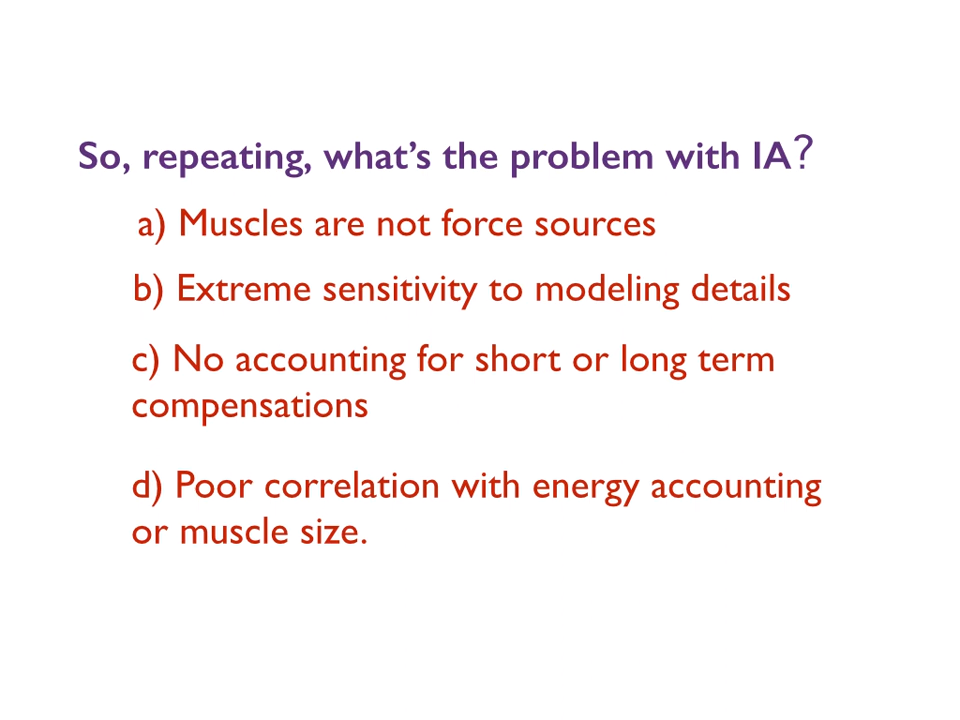 So, repeating, what's the problem with IA?
a) Muscles are not force sources
b) Extreme sensitivity to modeling details
c) No accounting for short or long term
compensations
d) Poor correlation with energy accounting
or muscle size.